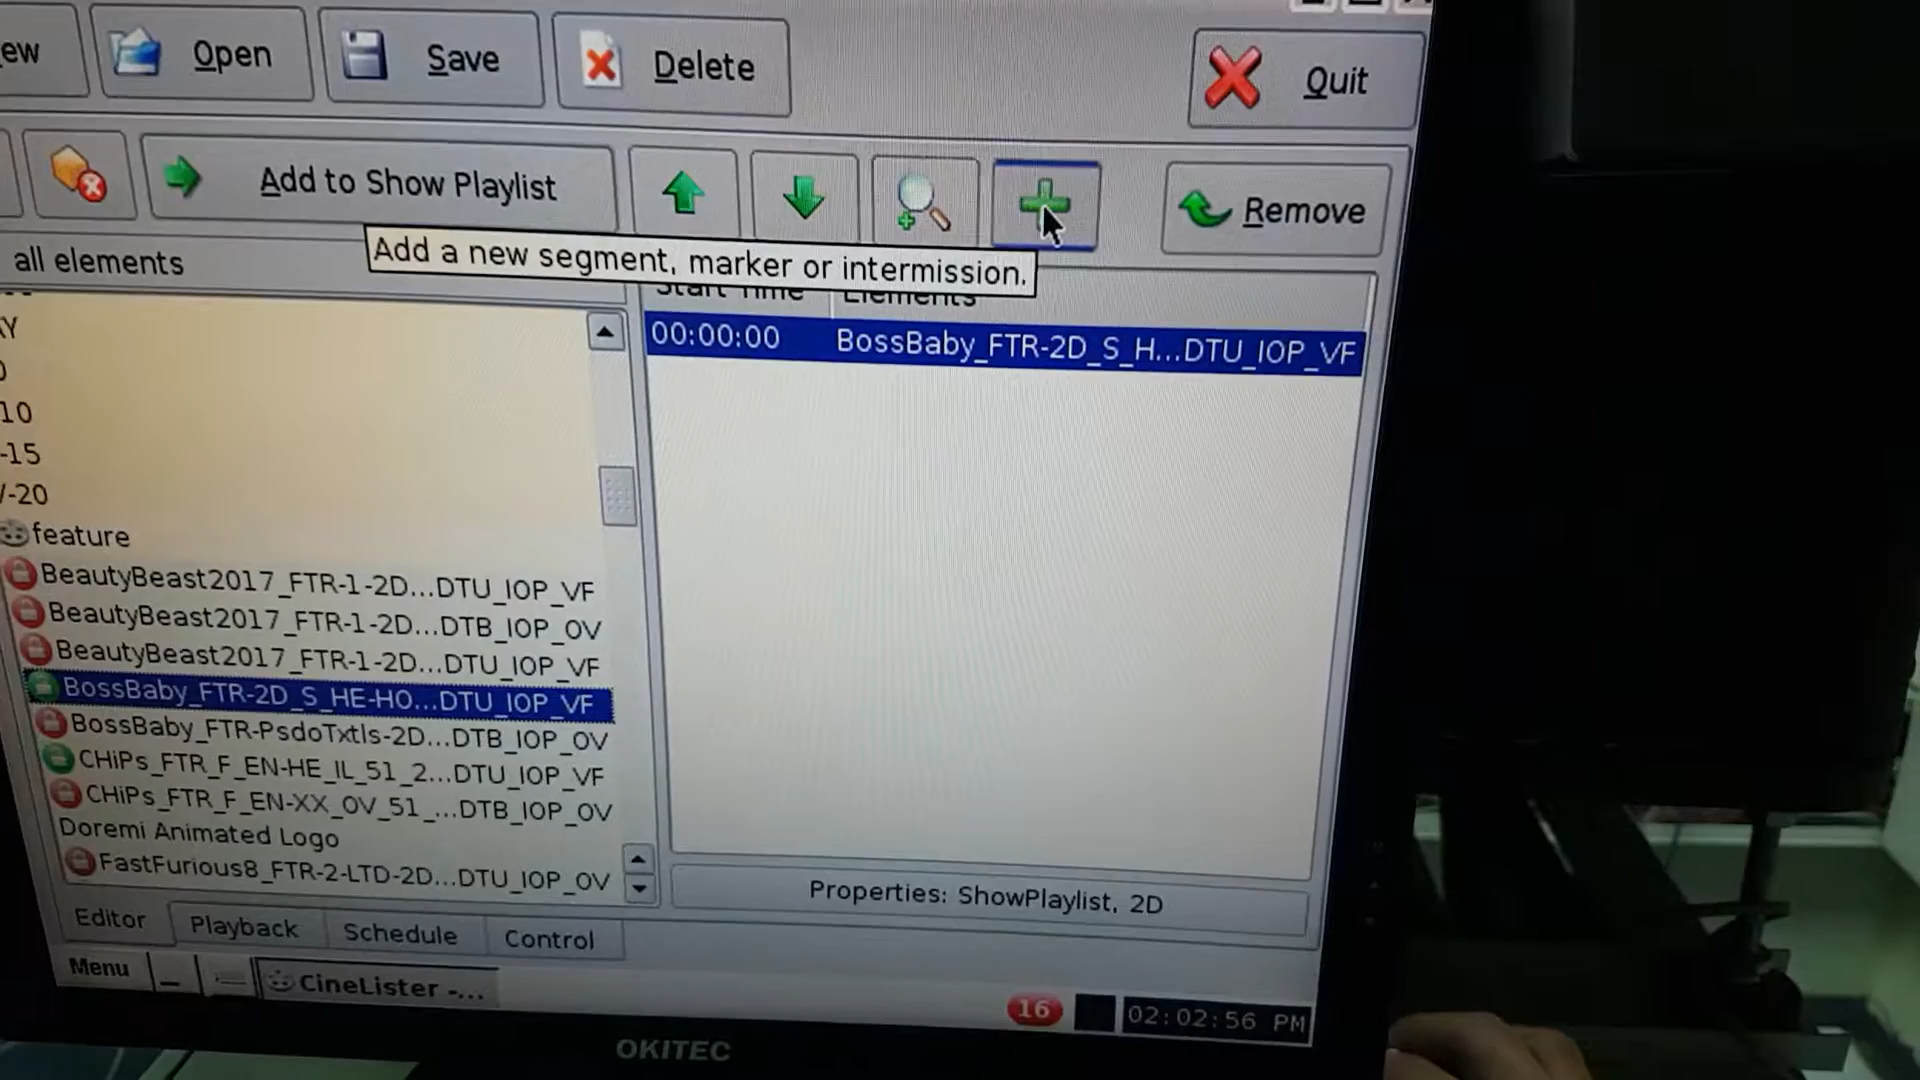 ew
Open
Save
Delete
Quit
Add to Show Playlist
Remove
Add a new segment, marker or intermission.
all elements
Start Time
Elements
00:00:00
BossBaby_FTR-2D_S_H...DTU_IOP_VF
Y
10
-15
-20
feature
BeautyBeast2017_FTR-1-2D...DTU_IOP_VF
BeautyBeast2017_FTR-1-2D...DTB_IOP_OV
BeautyBeast2017_FTR-1-2D...DTU_IOP_VF
BossBaby_FTR-2D_S_HE-HO...DTU_IOP_VF
BossBaby_FTR-PsdoTxtls-2D...DTB_IOP_OV
CHiPs_FTR_F_EN-HE_IL_51_2...DTU_IOP_VF
CHiPs_FTR_F_EN-XX_OV_51_...DTB_IOP_OV
Doremi Animated Logo
FastFurious8_FTR-2-LTD-2D...DTU_IOP_OV
Properties: ShowPlaylist, 2D
Editor
Playback
Schedule
Control
Menu
CineLister -...
16
02:02:56 PM
OKITEC